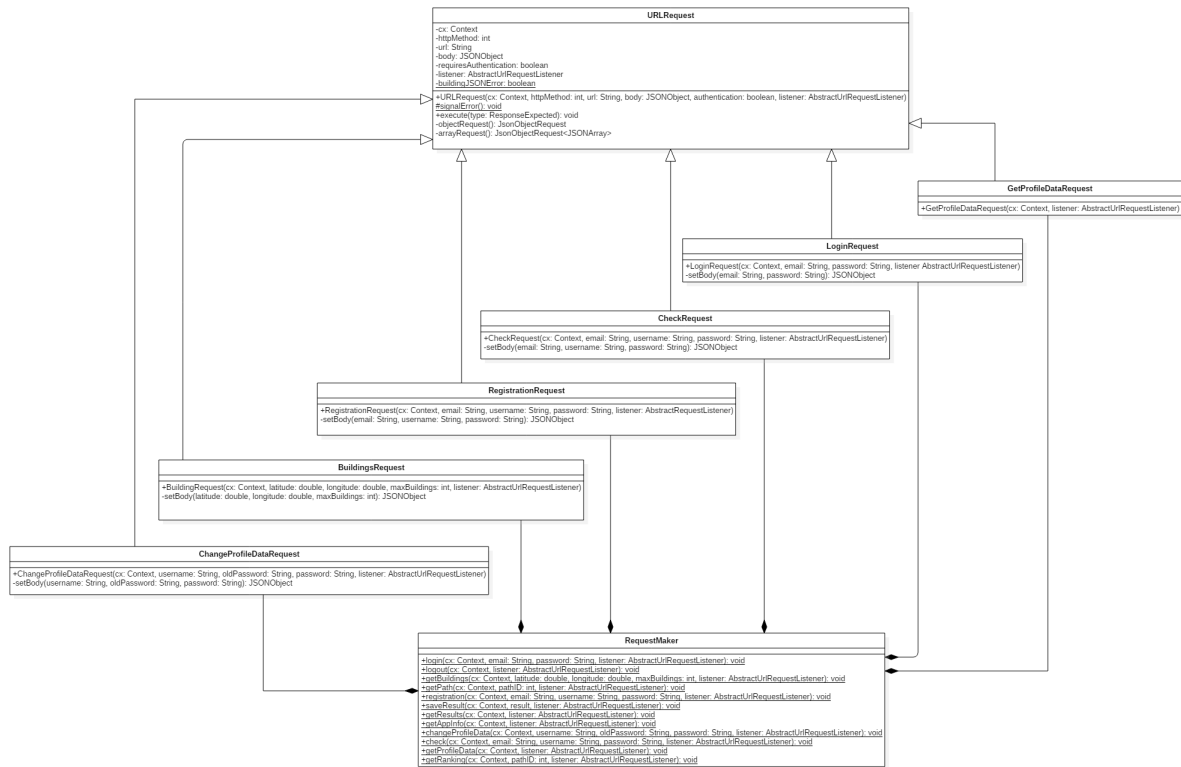 URLRequest
-cx: Context
-httpMethod: int
-url: String
-body: JSONObject
-requiresAuthentication: boolean
-listener: AbstractUrlRequestListener
-buildingJSONError: boolean
+URLRequest(cx: Context, httpMethod: int, url: String, body: JSONObject, authentication: boolean, listener: AbstractUrlRequestListener)
#signalError(): void
+execute(type: ResponseExpected): void
-objectRequest(): JsonObjectRequest
-arrayRequest(): JsonObjectRequest<JSONArray>
GetProfileDataRequest
+GetProfileDataRequest(cx: Context, listener: AbstractUrlRequestListener)
LoginRequest
+LoginRequest(cx: Context, email: String, password: String, listener AbstractUrlRequestListener)
-setBody(email: String, password: String): JSONObject
CheckRequest
+CheckRequest(cx: Context, email: String, username: String, password: String, listener: AbstractUrlRequestListener)
-setBody(email: String, username: String, password: String): JSONObject
RegistrationRequest
+RegistrationRequest(cx: Context, email: String, username: String, password: String, listener: AbstractRequestListener)
-setBody(email: String, username: String, password: String): JSONObject
BuildingsRequest
+BuildingRequest(cx: Context, latitude: double, longitude: double, maxBuildings: int, listener: AbstractUrlRequestListener)
-setBody(latitude: double, longitude: double, maxBuildings: int): JSONObject
ChangeProfileDataRequest
+ChangeProfileDataRequest(cx: Context, username: String, oldPassword: String, password: String, listener: AbstractUrlRequestListener)
-setBody(username: String, oldPassword: String, password: String): JSONObject
RequestMaker
+login(cx: Context, email: String, password: String, listener: AbstractUrlRequestListener): void
+logout(cx: Context, listener: AbstractUrlRequestListener): void
+getBuildings(cx: Context, latitude: double, longitude: double, maxBuildings: int, listener: AbstractUrlRequestListener): void
+getPath(cx: Context, pathID: int, listener: AbstractUrlRequestListener): void
+registration(cx: Context, email: String, username: String, password: String, listener: AbstractUrlRequestListener): void
+saveResult(cx: Context, result, listener: AbstractUrlRequestListener): void
+getResults(cx: Context, listener: AbstractUrlRequestListener): void
+getAppInfo(cx: Context, listener: AbstractUrlRequestListener): void
+changeProfileData(cx: Context, username: String, oldPassword: String, password: String, listener: AbstractUrlRequestListener): void
+check(cx: Context, email: String, username: String, password: String, listener: AbstractUrlRequestListener): void
+getProfileData(cx: Context, listener: AbstractUrlRequestListener): void
+getRanking(cx: Context, pathID: int, listener: AbstractUrlRequestListener): void